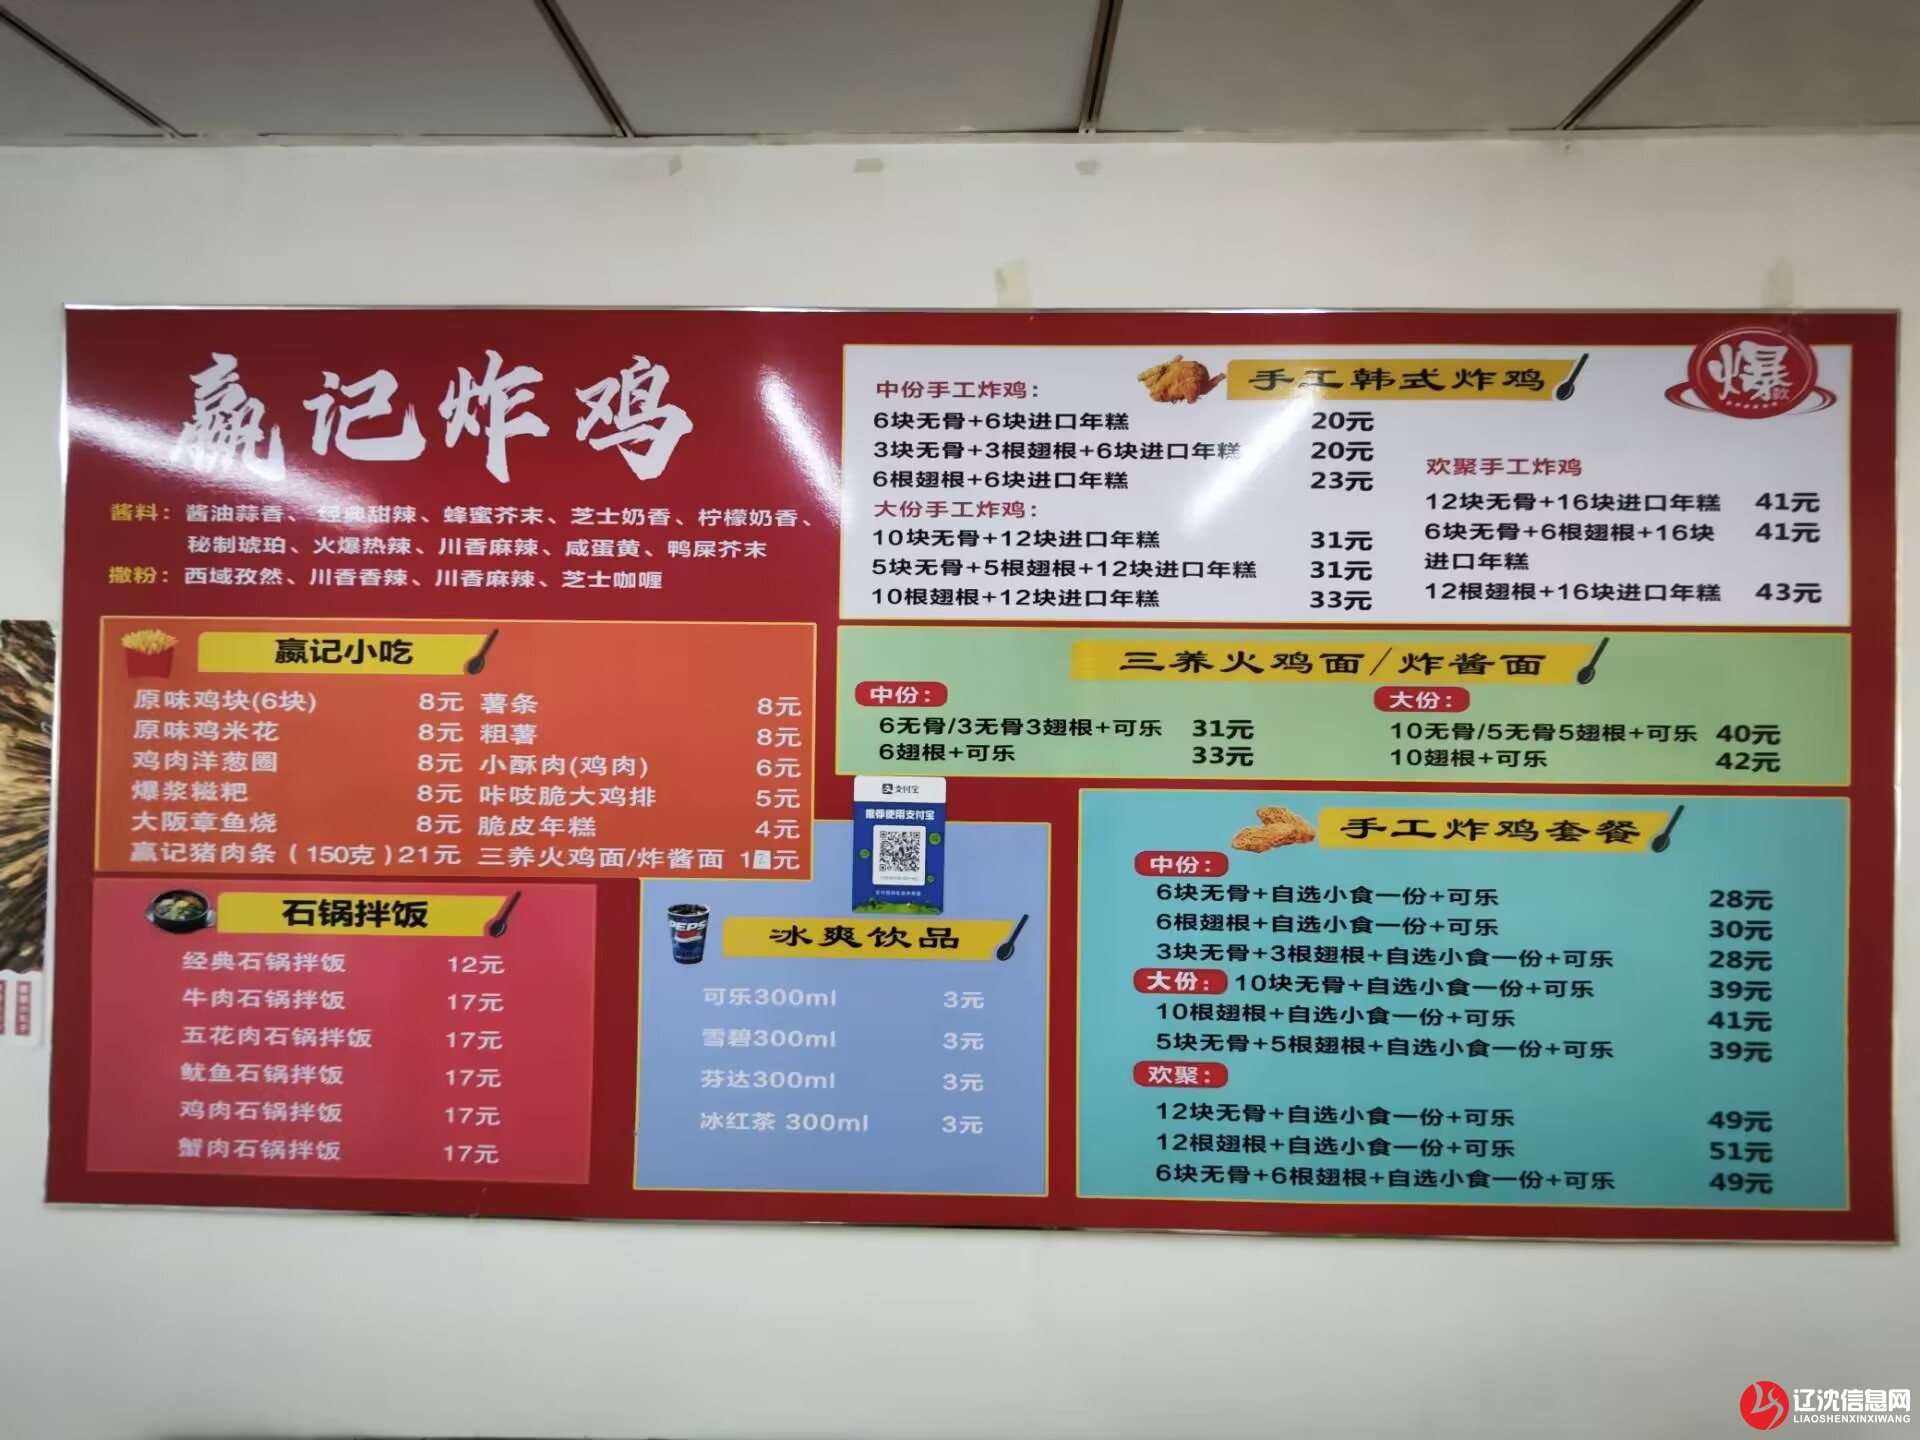 赢记炸鸡
酱料：酱油蒜香、经典甜辣、蜂蜜芥末、芝士奶香、柠檬奶香、
秘制琥珀、火爆热辣、川香麻辣、咸蛋黄、鸭屎芥末
撒粉：西域孜然、川香香辣、川香麻辣、芝士咖喱
赢记小吃
原味鸡块(6块) 8元 薯条 8元
原味鸡米花 8元 粗薯 8元
鸡肉洋葱圈 8元 小酥肉(鸡肉) 6元
爆浆糍粑 8元 咔吱脆大鸡排 5元
大阪章鱼烧 8元 脆皮年糕 4元
赢记猪肉条（150克）21元 三养火鸡面/炸酱面 12元
石锅拌饭
经典石锅拌饭 12元
牛肉石锅拌饭 17元
五花肉石锅拌饭 17元
鱿鱼石锅拌饭 17元
鸡肉石锅拌饭 17元
蟹肉石锅拌饭 17元
PEPSI
冰爽饮品
可乐300ml 3元
雪碧300ml 3元
芬达300ml 3元
冰红茶 300ml 3元
支付宝
推荐使用支付宝
手工韩式炸鸡
爆款
中份手工炸鸡：
6块无骨+6块进口年糕 20元
3块无骨+3根翅根+6块进口年糕 20元
6根翅根+6块进口年糕 23元
大份手工炸鸡：
10块无骨+12块进口年糕 31元
5块无骨+5根翅根+12块进口年糕 31元
10根翅根+12块进口年糕 33元
欢聚手工炸鸡
12块无骨+16块进口年糕 41元
6块无骨+6根翅根+16块 41元
进口年糕
12根翅根+16块进口年糕 43元
三养火鸡面/炸酱面
中份：
6无骨/3无骨3翅根+可乐 31元
6翅根+可乐 33元
大份：
10无骨/5无骨5翅根+可乐 40元
10翅根+可乐 42元
手工炸鸡套餐
中份：
6块无骨+自选小食一份+可乐 28元
6根翅根+自选小食一份+可乐 30元
3块无骨+3根翅根+自选小食一份+可乐 28元
大份：10块无骨+自选小食一份+可乐 39元
10根翅根+自选小食一份+可乐 41元
5块无骨+5根翅根+自选小食一份+可乐 39元
欢聚：
12块无骨+自选小食一份+可乐 49元
12根翅根+自选小食一份+可乐 51元
6块无骨+6根翅根+自选小食一份+可乐 49元
辽沈信息网
LIAOSHENXINXIWANG